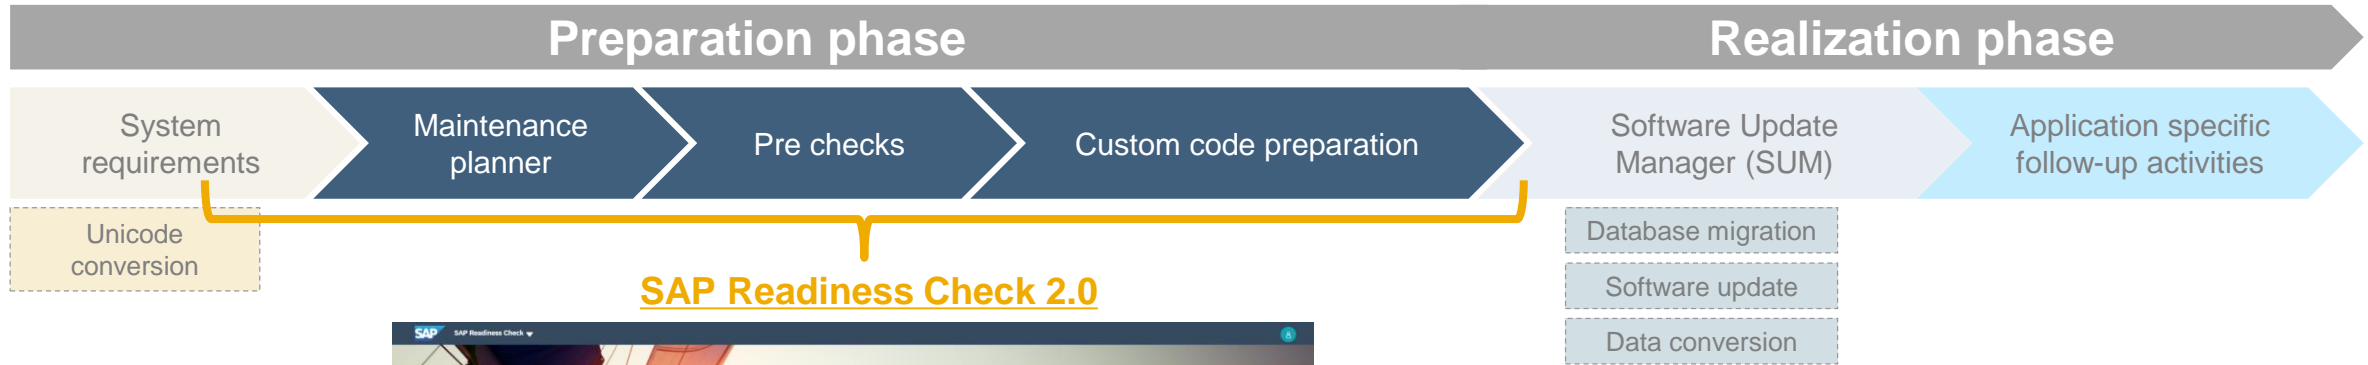 Preparation phase
Realization phase
System
requirements
Maintenance
planner
Pre checks
Custom code preparation
Software Update
Manager (SUM)
Application specific
follow-up activities
Unicode
conversion
Database migration
Software update
Data conversion
SAP Readiness Check 2.0
SAP
SAP Readiness Check